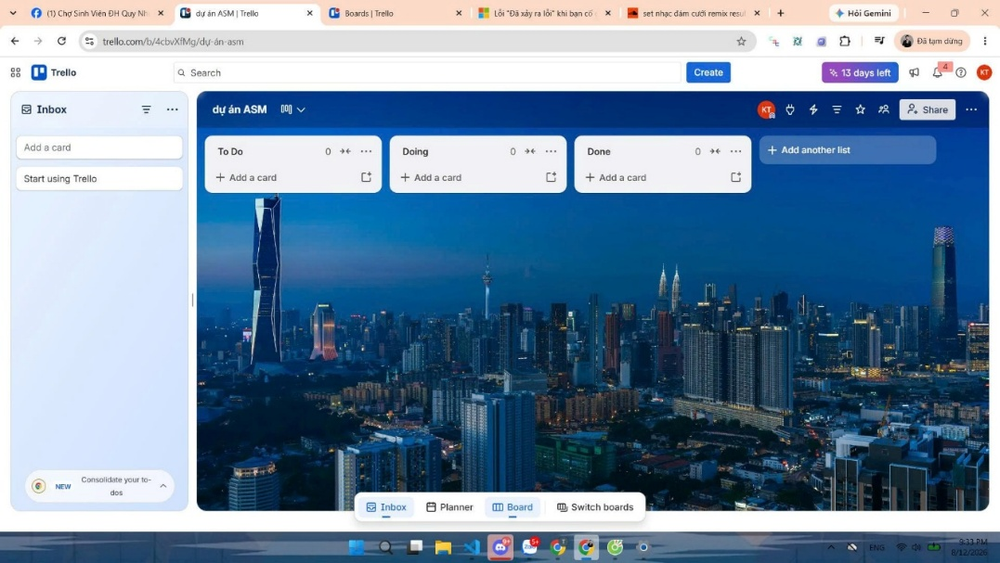 (1) Chợ Sinh Viên ĐH Quy Nh
dự án ASM | Trello
Boards | Trello
Lỗi "Đã xảy ra lỗi" khi bạn cố
set nhạc đám cưới remix resul
Hỏi Gemini
trello.com/b/4cbvXfMg/dự-án-asm
Đã tạm dừng
Trello
Search
Create
13 days left
4
KT
Inbox
dự án ASM
KT
Share
Add a card
Start using Trello
To Do
0
Doing
0
Done
0
Add another list
Add a card
Add a card
Add a card
NEW
Consolidate your to-
dos
Inbox
Planner
Board
Switch boards
ENG
9:33 PM
8/12/2026